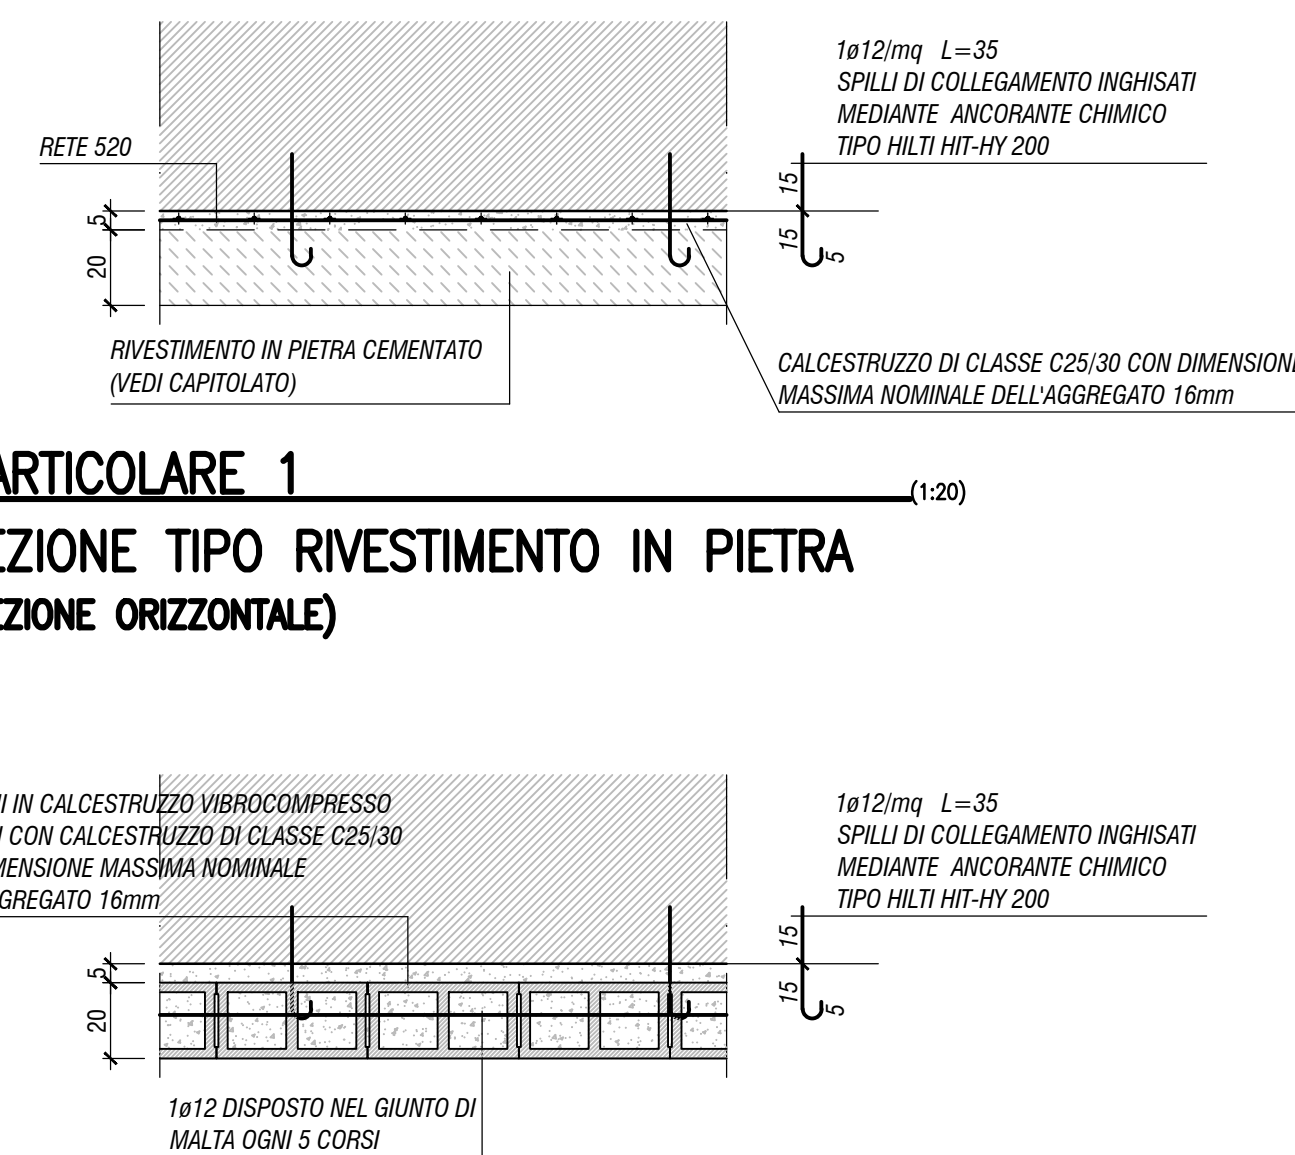 1ø12/mq L=35
SPILLI DI COLLEGAMENTO INGHISATI
MEDIANTE ANCORANTE CHIMICO
TIPO HILTI HIT-HY 200
RETE 520
15
15
5
5
20
RIVESTIMENTO IN PIETRA CEMENTATO
(VEDI CAPITOLATO)
CALCESTRUZZO DI CLASSE C25/30 CON DIMENSIONE
MASSIMA NOMINALE DELL'AGGREGATO 16mm
ARTICOLARE 1
(1:20)
EZIONE TIPO RIVESTIMENTO IN PIETRA
EZIONE ORIZZONTALE)
I IN CALCESTRUZZO VIBROCOMPRESSO
I CON CALCESTRUZZO DI CLASSE C25/30
MENSIONE MASSIMA NOMINALE
GREGATO 16mm
1ø12/mq L=35
SPILLI DI COLLEGAMENTO INGHISATI
MEDIANTE ANCORANTE CHIMICO
TIPO HILTI HIT-HY 200
15
15
5
5
20
1ø12 DISPOSTO NEL GIUNTO DI
MALTA OGNI 5 CORSI